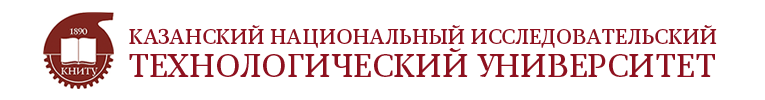 1890
КНИТУ
КАЗАНСКИЙ НАЦИОНАЛЬНЫЙ ИССЛЕДОВАТЕЛЬСКИЙ
ТЕХНОЛОГИЧЕСКИЙ УНИВЕРСИТЕТ